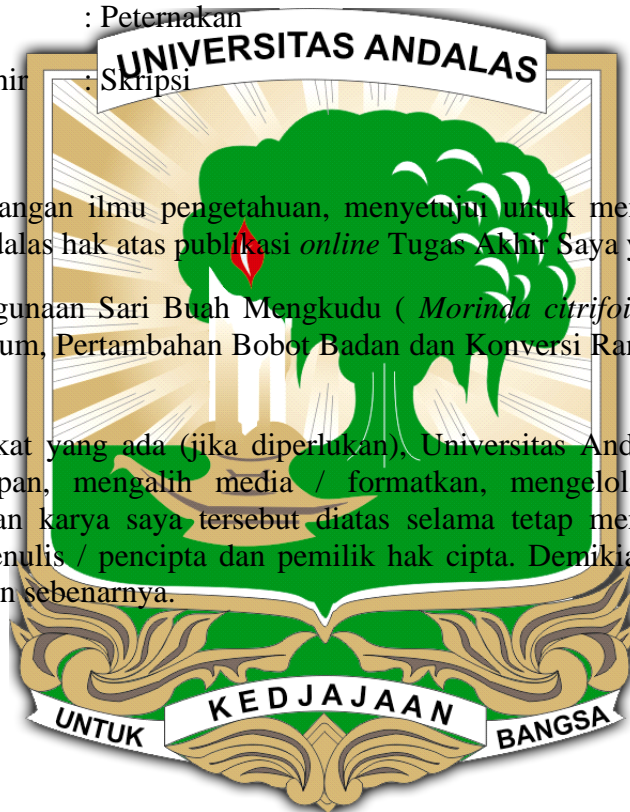 : Peternakan
UNIVERSITAS ANDALAS
hir : Skripsi
angan ilmu pengetahuan, menyetujui untuk me
dalas hak atas publikasi online Tugas Akhir Saya y
gunaan Sari Buah Mengkudu ( Morinda citrifoi
um, Pertambahan Bobot Badan dan Konversi Ran
kat yang ada (jika diperlukan), Universitas And
pan, mengalih media / formatkan, mengelol
an karya saya tersebut diatas selama tetap me
enulis / pencipta dan pemilik hak cipta. Demikia
n sebenarnya.
UNTUK KEDJAJAAN BANGSA